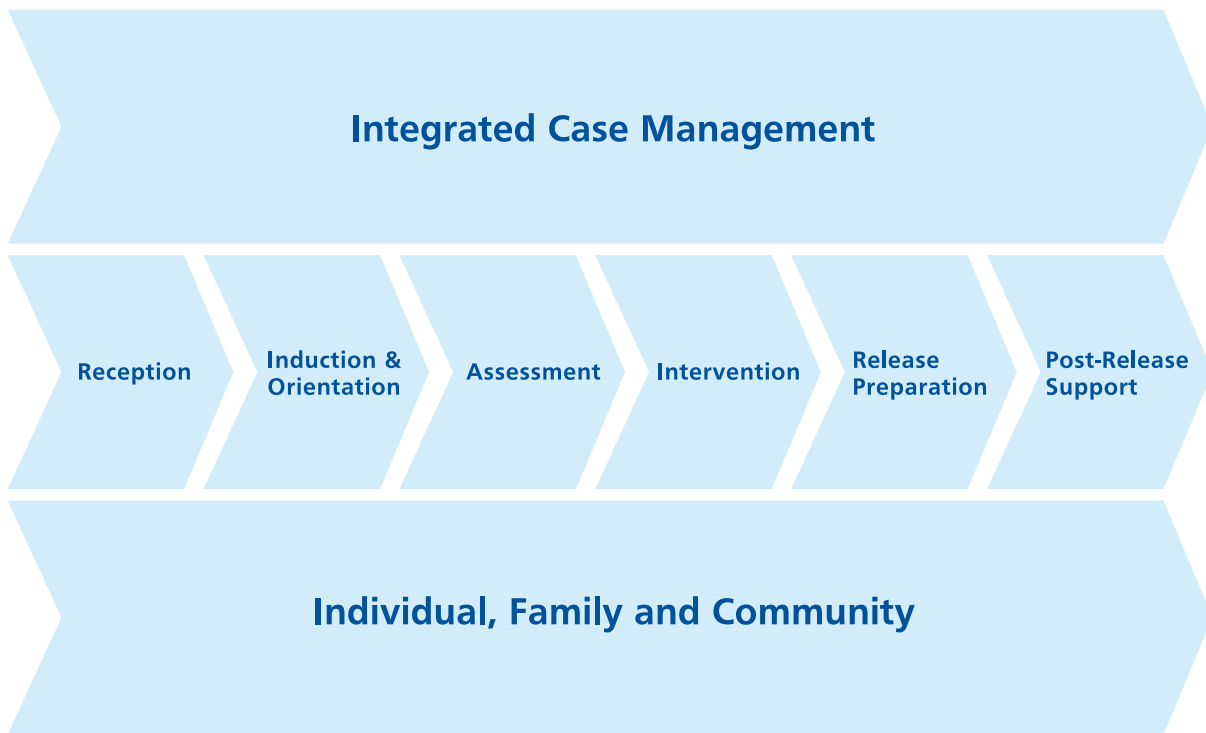 Integrated Case Management
Reception
Induction &
Orientation
Assessment
Intervention
Release
Preparation
Post-Release
Support
Individual, Family and Community